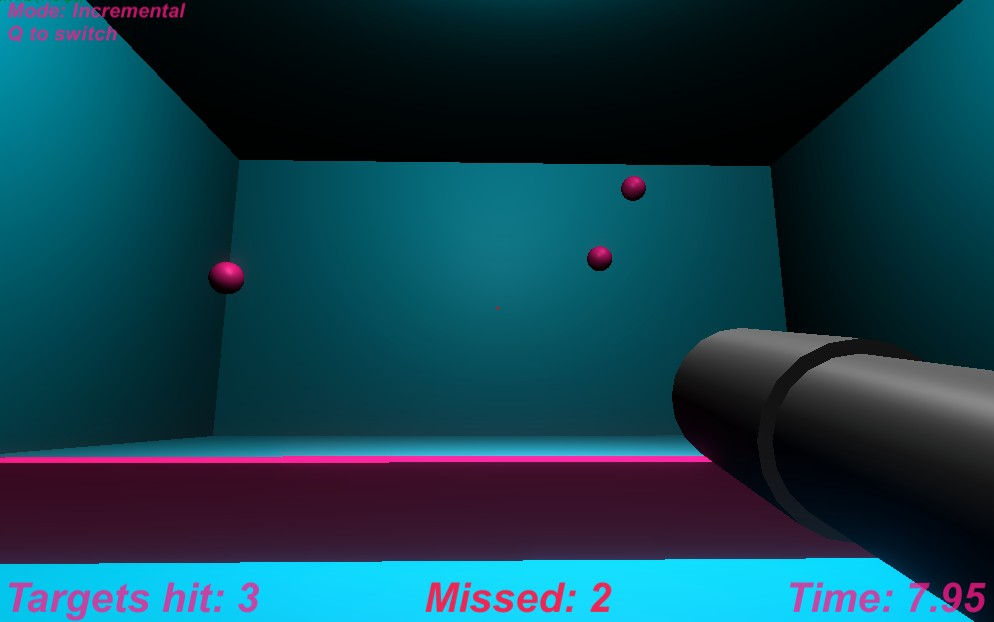 Mode: Incremental
Q to switch
Targets hit: 3
Missed: 2
Time: 7.95